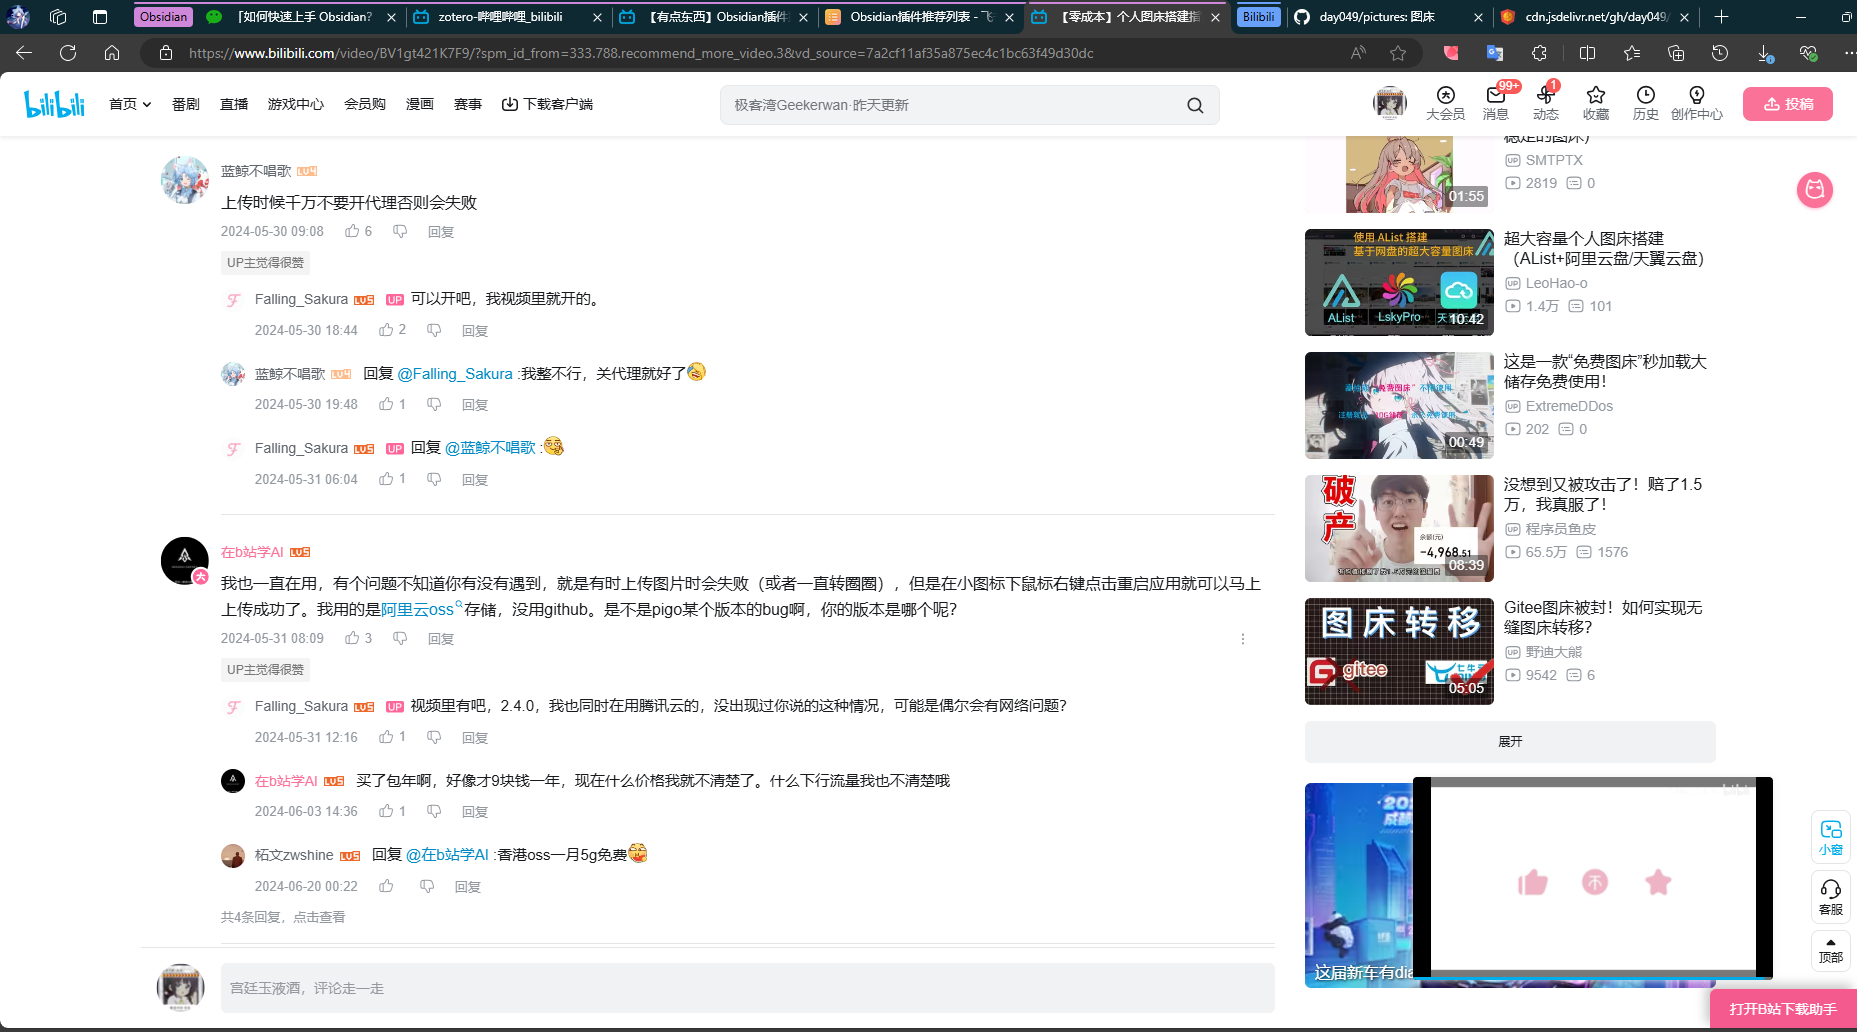 Obsidian
「如何快速上手 Obsidian?
zotero-哔哩哔哩_bilibili
【有点东西】Obsidian插件
Obsidian插件推荐列表 - 飞
【零成本】个人图床搭建指
Bilibili
day049/pictures: 图床
cdn.jsdelivr.net/gh/day049/
https://www.bilibili.com/video/BV1gt421K7F9/?spm_id_from=333.788.recommend_more_video.3&vd_source=7a2cf11af35a875ec4c1bc63f49d30dc
bilibili
首页
番剧
直播
游戏中心
会员购
漫画
赛事
下载客户端
极客湾Geekerwan·昨天更新
大会员
99+
消息
1
动态
收藏
历史
创作中心
投稿
蓝鲸不唱歌 LV4
上传时候千万不要开代理否则会失败
2024-05-30 09:08 6 回复
UP主觉得很赞
Falling_Sakura LV5 UP 可以开吧，我视频里就开的。
2024-05-30 18:44 2 回复
蓝鲸不唱歌 LV4 回复 @Falling_Sakura :我整不行，关代理就好了
2024-05-30 19:48 1 回复
Falling_Sakura LV5 UP 回复 @蓝鲸不唱歌 :
2024-05-31 06:04 1 回复
在b站学AI LV5
大
我也一直在用，有个问题不知道你有没有遇到，就是有时上传图片时会失败（或者一直转圈圈），但是在小图标下鼠标右键点击重启应用就可以马上
上传成功了。我用的是阿里云oss存储，没用github。是不是pigo某个版本的bug啊，你的版本是哪个呢？
2024-05-31 08:09 3 回复
UP主觉得很赞
Falling_Sakura LV5 UP 视频里有吧，2.4.0，我也同时在用腾讯云的，没出现过你说的这种情况，可能是偶尔会有网络问题？
2024-05-31 12:16 1 回复
在b站学AI LV5 买了包年啊，好像才9块钱一年，现在什么价格我就不清楚了。什么下行流量我也不清楚哦
2024-06-03 14:36 1 回复
柘文zwshine LV5 回复 @在b站学AI :香港oss一月5g免费
2024-06-20 00:22 回复
共4条回复，点击查看
宫廷玉液酒，评论走一走
稳定的图床)
UP SMTPTX
2819 0
01:55
使用 AList 搭建
基于网盘的超大容量图床
AList
LskyPro
10:42
超大容量个人图床搭建
（AList+阿里云盘/天翼云盘）
UP LeoHao-o
1.4万 101
00:49
这是一款“免费图床”秒加载大
储存免费使用！
UP ExtremeDDos
202 0
破产
余额(元)
-4,968.51
08:39
没想到又被攻击了！赔了1.5
万，我真服了！
UP 程序员鱼皮
65.5万 1576
图床转移
gitee
05:05
Gitee图床被封！如何实现无
缝图床转移？
UP 野迪大熊
9542 6
展开
这届新车有dia
小窗
客服
顶部
打开B站下载助手